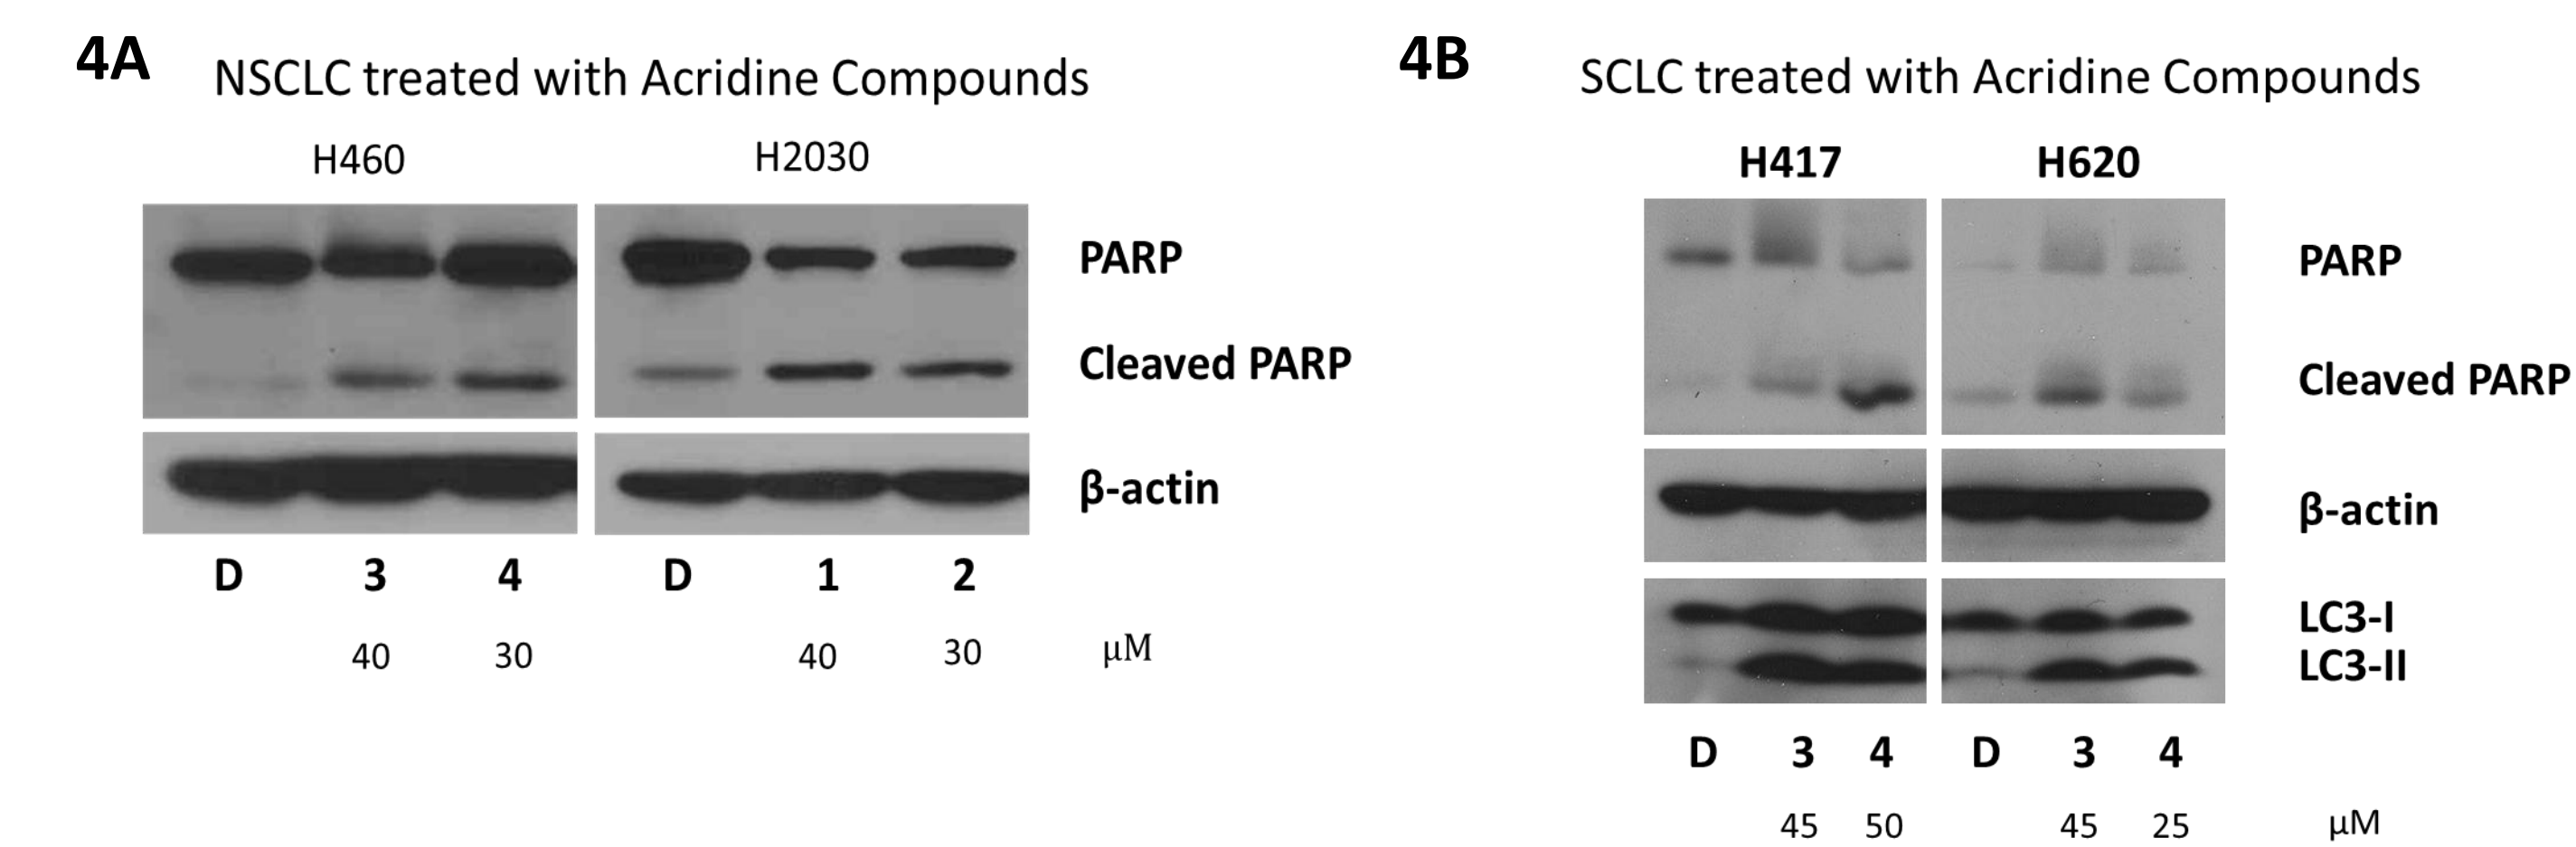 4A
NSCLC treated with Acridine Compounds
H460 H2030
PARP
Cleaved PARP
β-actin
D 3 4 D 1 2
40 30 40 30 μM
4B
SCLC treated with Acridine Compounds
H417 H620
PARP
Cleaved PARP
β-actin
LC3-I
LC3-II
D 3 4 D 3 4
45 50 45 25 μM